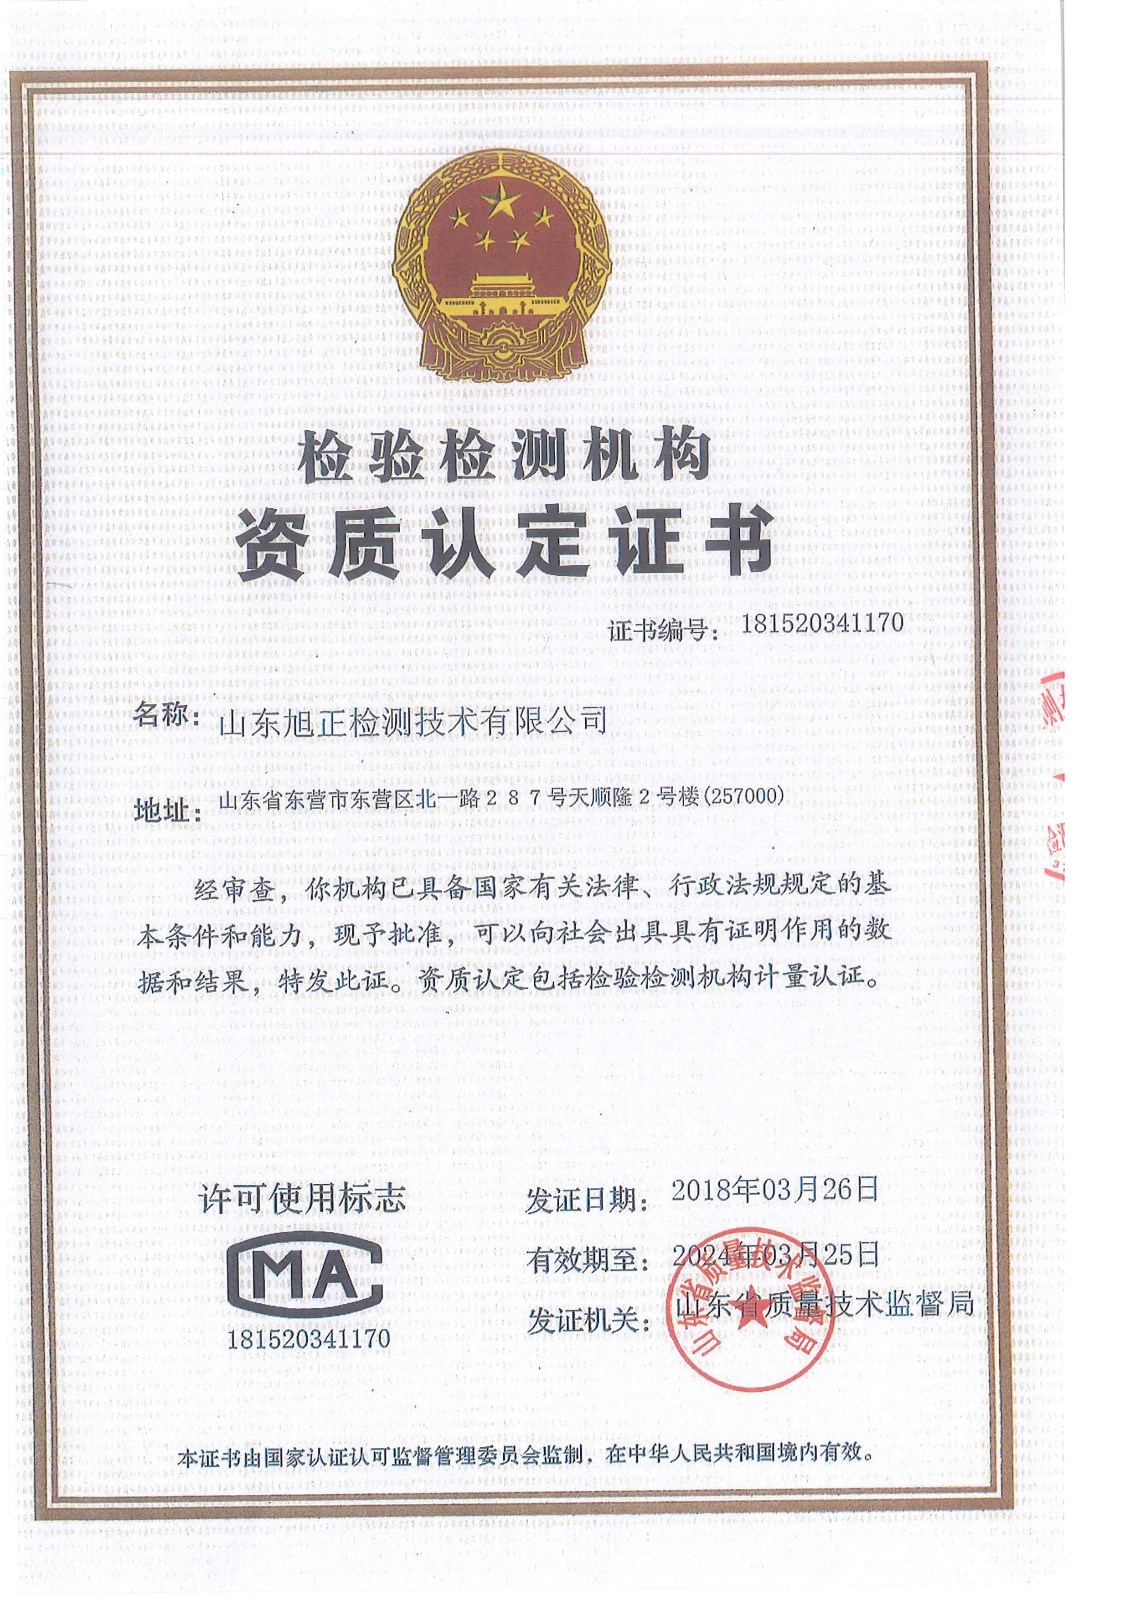 检验检测机构
资质认定证书
证书编号： 181520341170
名称： 山东旭正检测技术有限公司
地址： 山东省东营市东营区北一路２８７号天顺隆２号楼(257000)
经审查，你机构已具备国家有关法律、行政法规规定的基
本条件和能力，现予批准，可以向社会出具具有证明作用的数
据和结果，特发此证。资质认定包括检验检测机构计量认证。
许可使用标志
MA
181520341170
发证日期： 2018年03月26日
有效期至： 2024年03月25日
发证机关： 山东省质量技术监督局
山东省质量技术监督局
本证书由国家认证认可监督管理委员会监制，在中华人民共和国境内有效。